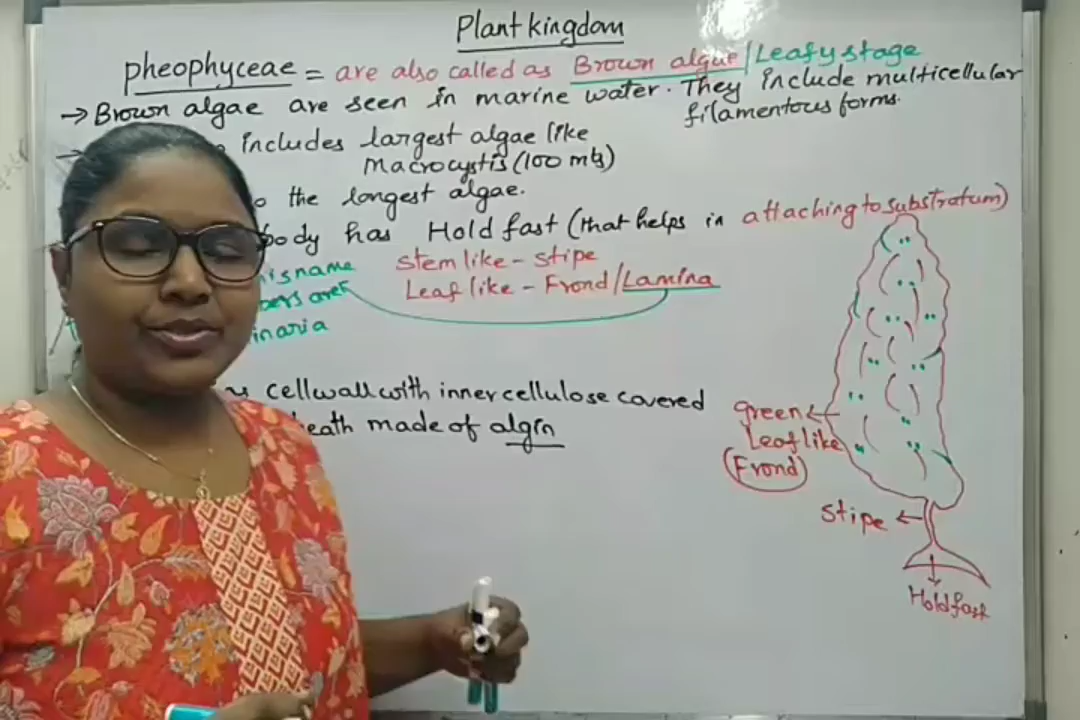 Plant kingdom
pheophyceae = are also called as Brown algae/Leafy stage
→ Brown algae are seen in marine water. They include multicellular
filamentous forms.
includes largest algae like
Macrocystis (100 mts)
the longest algae.
body has Hold fast (that helps in attaching to substratum)
Stem like - stipe
Leaf like - Frond/Lamina
name
inaria
cellwall with inner cellulose covered
made of algin
green
Leaf like
(Frond)
Stipe
Holdfast